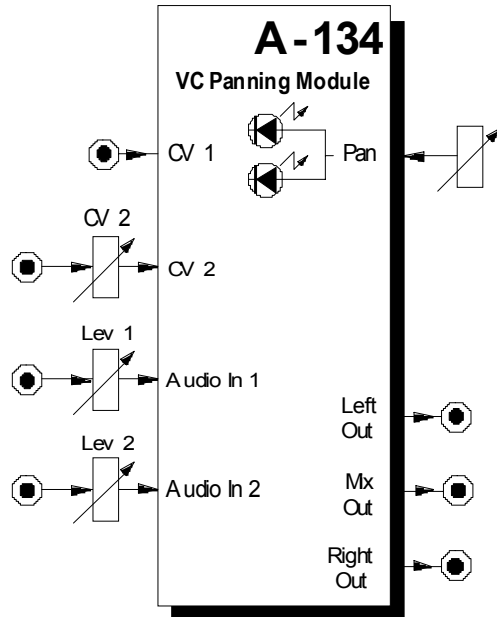 A-134
VC Panning Module
CV 1
Pan
CV 2
CV 2
Lev 1
Audio In 1
Left
Out
Lev 2
Audio In 2
Mx
Out
Right
Out